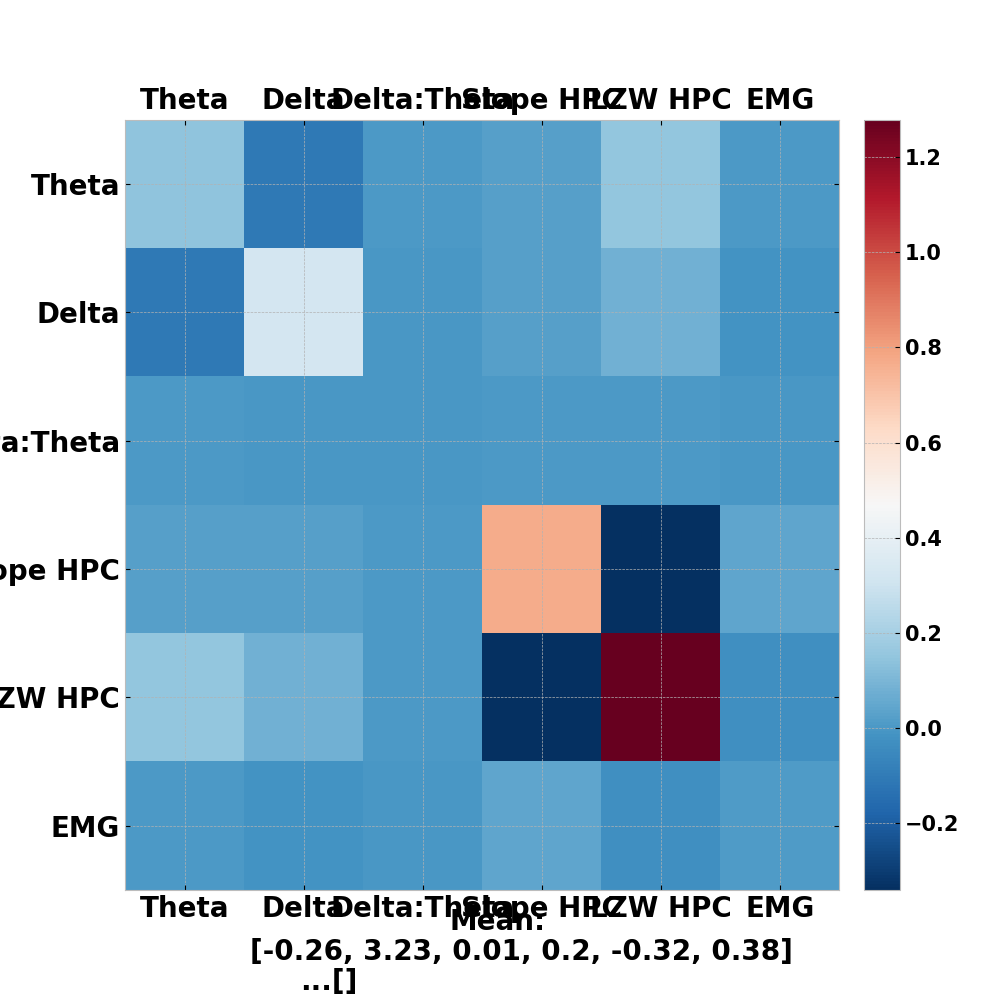 Theta Delta Delta:Theta Slope HPC LZW HPC EMG
Theta
Delta
a:Theta
ope HPC
ZW HPC
EMG
1.2
1.0
0.8
0.6
0.4
0.2
0.0
−0.2
Theta Delta Delta:Theta Slope HPC LZW HPC EMG
Mean:
[-0.26, 3.23, 0.01, 0.2, -0.32, 0.38]
...[]